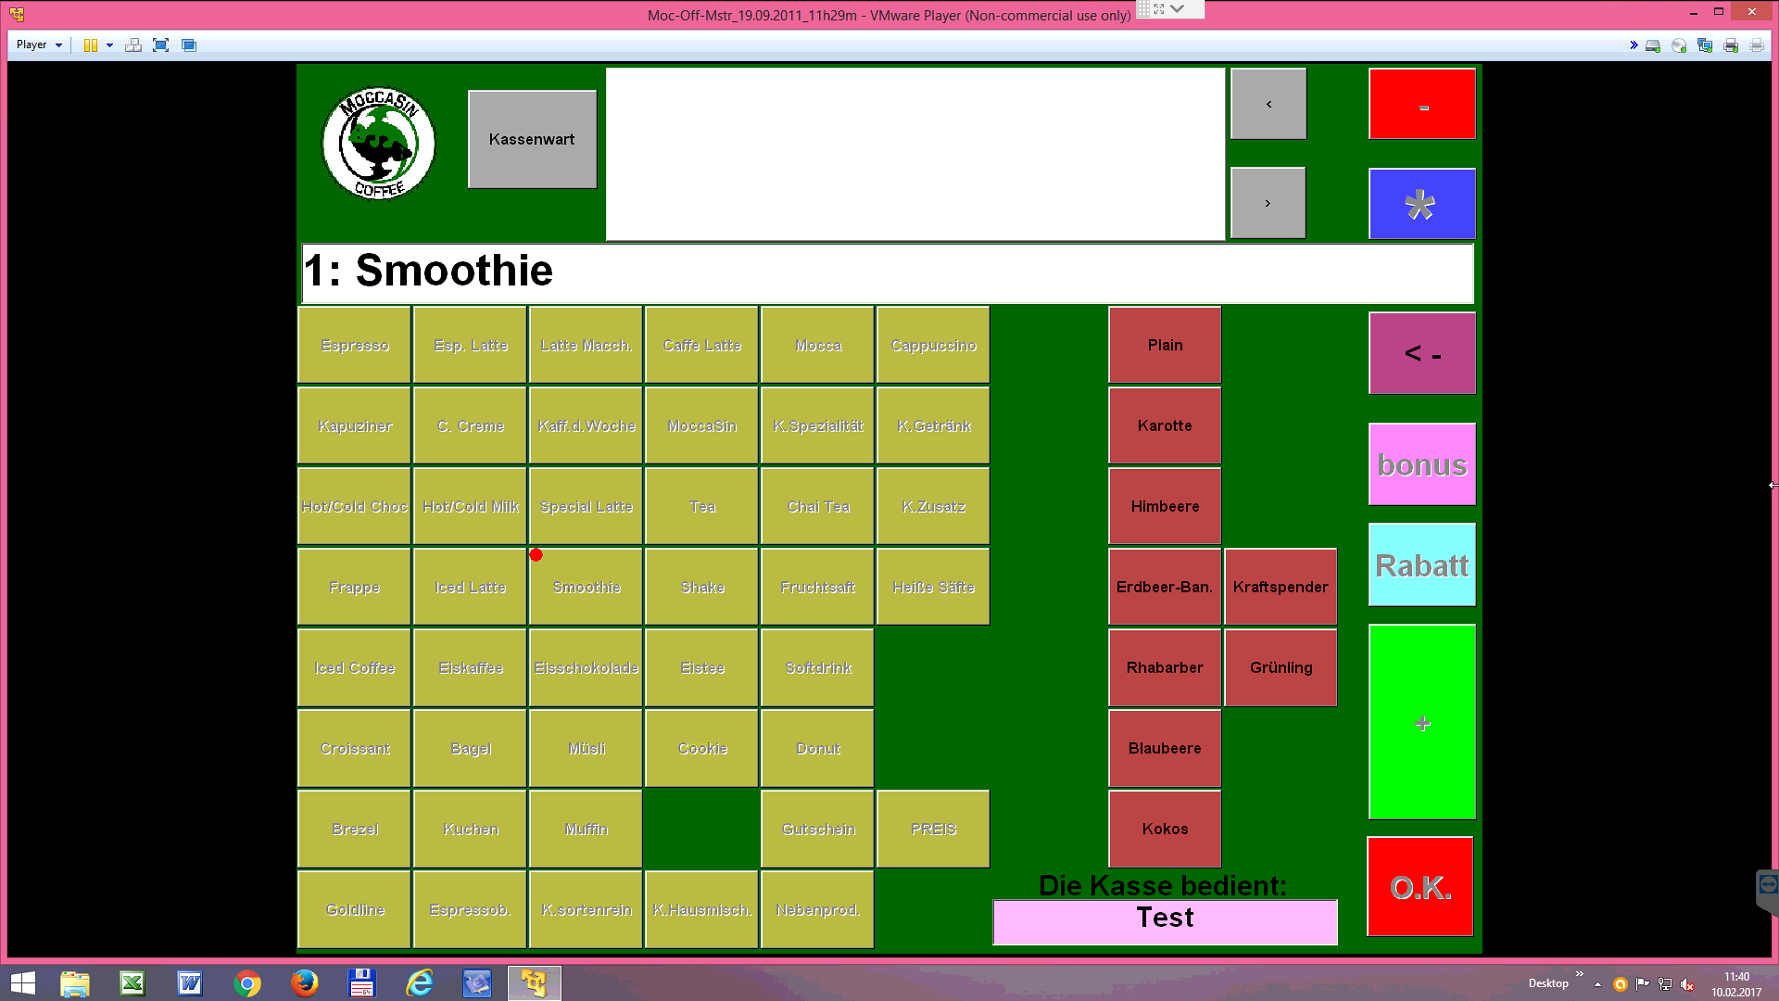 Moc-Off-Mstr_19.09.2011_11h29m - VMware Player (Non-commercial use only)
Player
MOCCASIN
COFFEE
Kassenwart
<
-
>
*
1: Smoothie
Espresso Esp. Latte Latte Macch. Caffe Latte Mocca Cappuccino Plain < -
Kapuziner C. Creme Kaff.d.Woche MoccaSin K.Spezialität K.Getränk Karotte
bonus
Hot/Cold Choc Hot/Cold Milk Special Latte Tea Chai Tea K.Zusatz Himbeere
Rabatt
Frappe Iced Latte Smoothie Shake Fruchtsaft Heiße Säfte Erdbeer-Ban. Kraftspender
Iced Coffee Eiskaffee Eisschokolade Eistee Softdrink Rhabarber Grünling
+
Croissant Bagel Müsli Cookie Donut Blaubeere
Brezel Kuchen Muffin Gutschein PREIS Kokos
Die Kasse bedient:
O.K.
Goldline Espressob. K.sortenrein K.Hausmisch. Nebenprod. Test
Desktop
11:40
10.02.2017